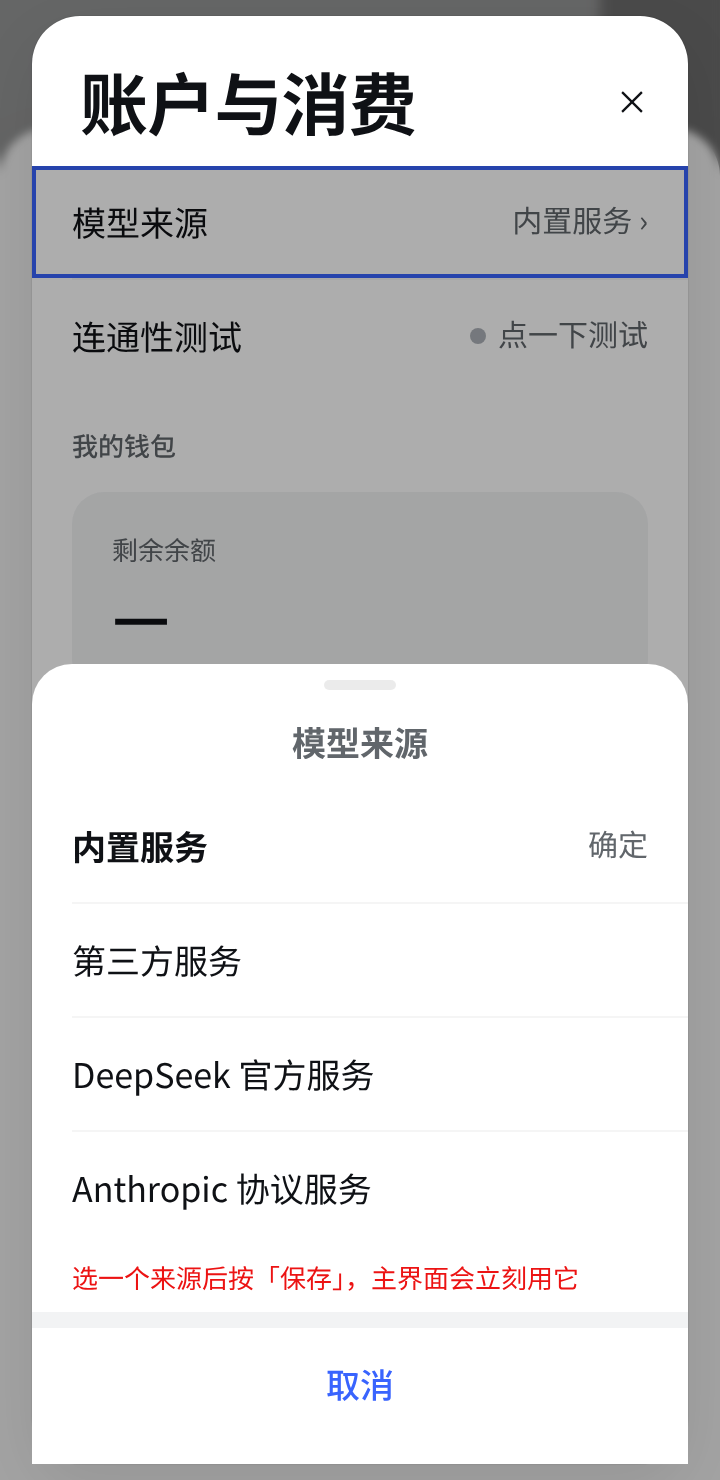 账户与消费
模型来源
内置服务 ›
连通性测试
点一下测试
我的钱包
剩余余额
—
模型来源
内置服务
确定
第三方服务
DeepSeek 官方服务
Anthropic 协议服务
选一个来源后按「保存」，主界面会立刻用它
取消